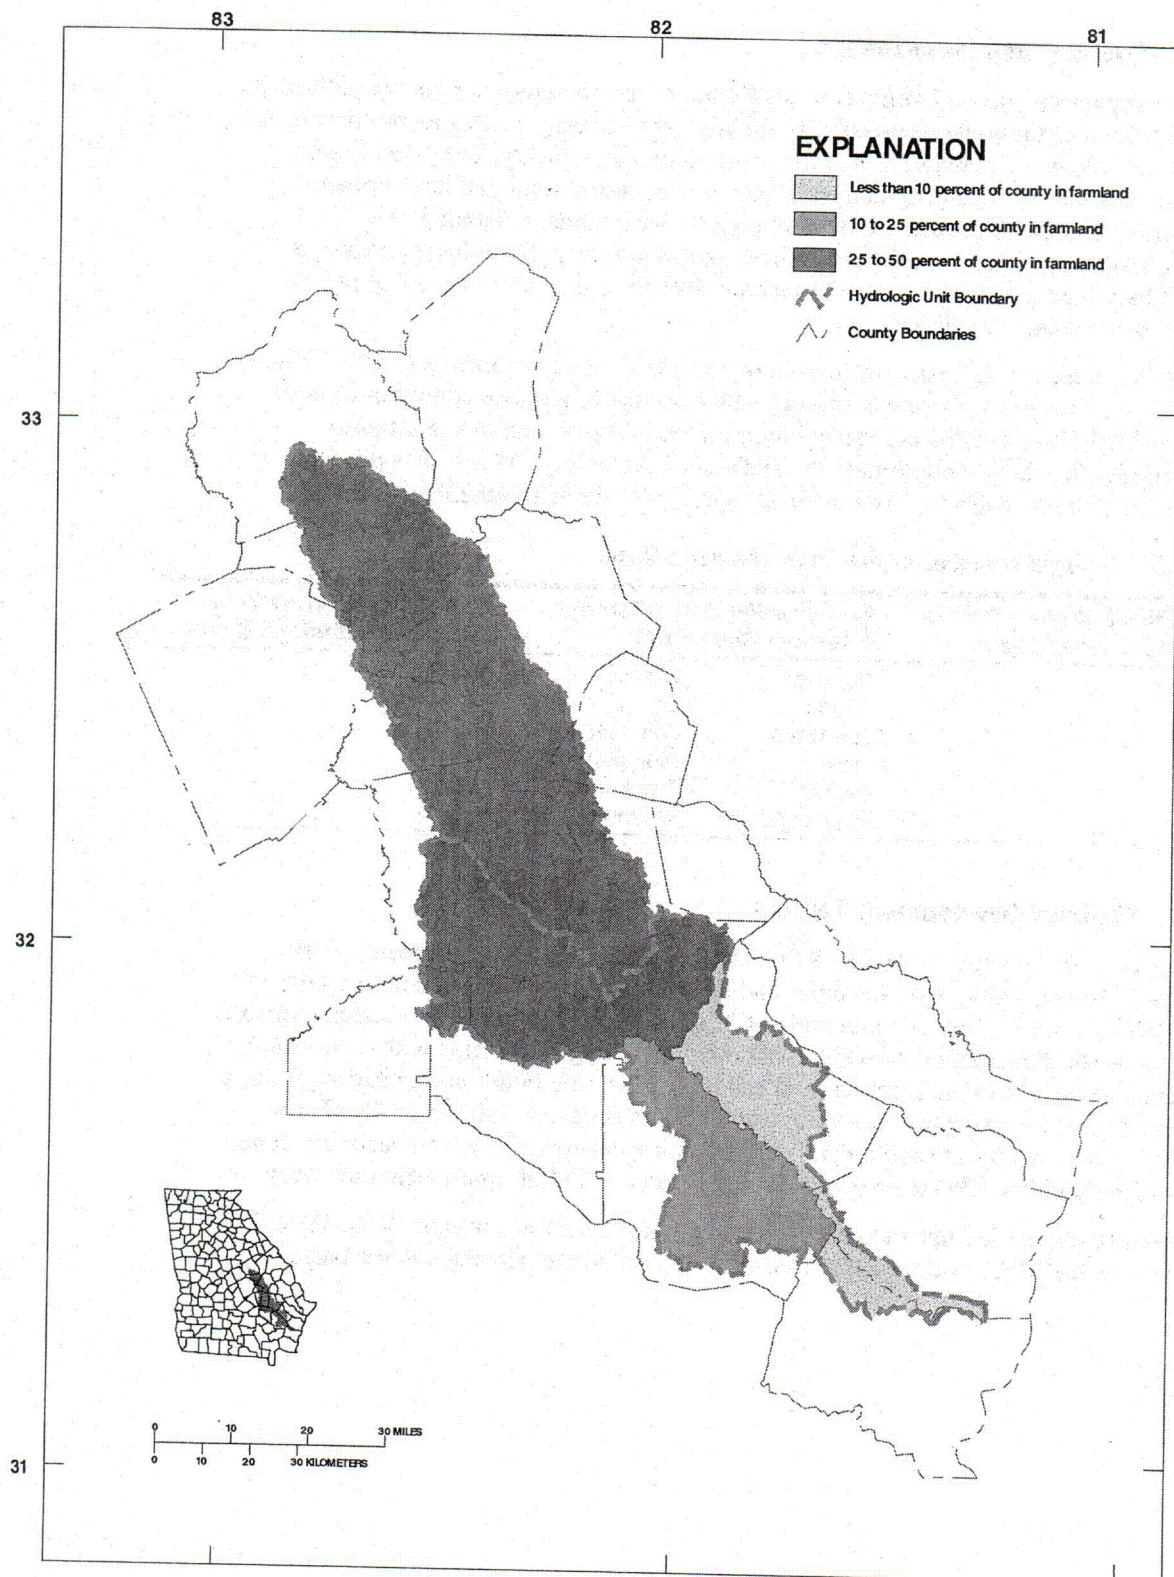 83
82
81
EXPLANATION
Less than 10 percent of county in farmland
10 to 25 percent of county in farmland
25 to 50 percent of county in farmland
Hydrologic Unit Boundary
County Boundaries
33
32
31
0 10 20 30 MILES
0 10 20 30 KILOMETERS